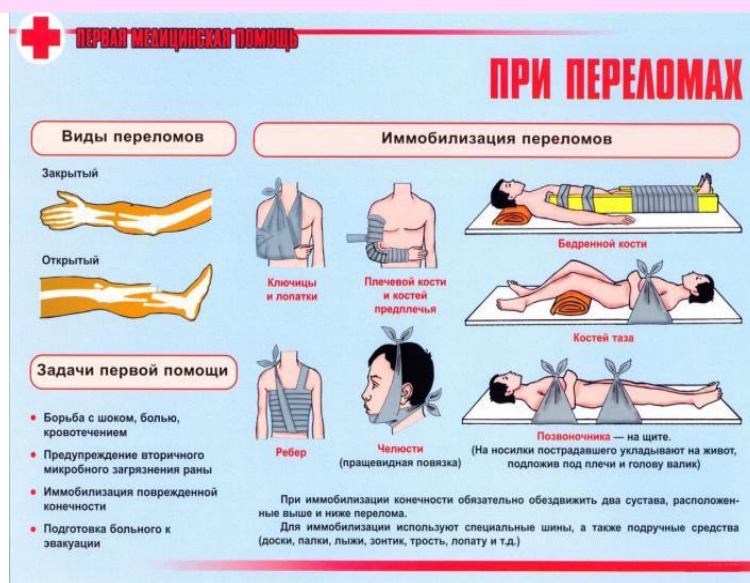 ПЕРВАЯ МЕДИЦИНСКАЯ ПОМОЩЬ
ПРИ ПЕРЕЛОМАХ
Виды переломов
Закрытый
Открытый
Задачи первой помощи
Борьба с шоком, болью,
кровотечением
Предупреждение вторичного
микробного загрязнения раны
Иммобилизация поврежденной
конечности
Подготовка больного к
эвакуации
Иммобилизация переломов
Ключицы
и лопатки
Плечевой кости
и костей
предплечья
Бедренной кости
Костей таза
Ребер
Челюсти
(пращевидная повязка)
Позвоночника — на щите.
(На носилки пострадавшего укладывают на живот,
подложив под плечи и голову валик)
При иммобилизации конечности обязательно обездвижить два сустава, расположен-
ные выше и ниже перелома.
Для иммобилизации используют специальные шины, а также подручные средства
(доски, палки, лыжи, зонтик, трость, лопату и т.д.)